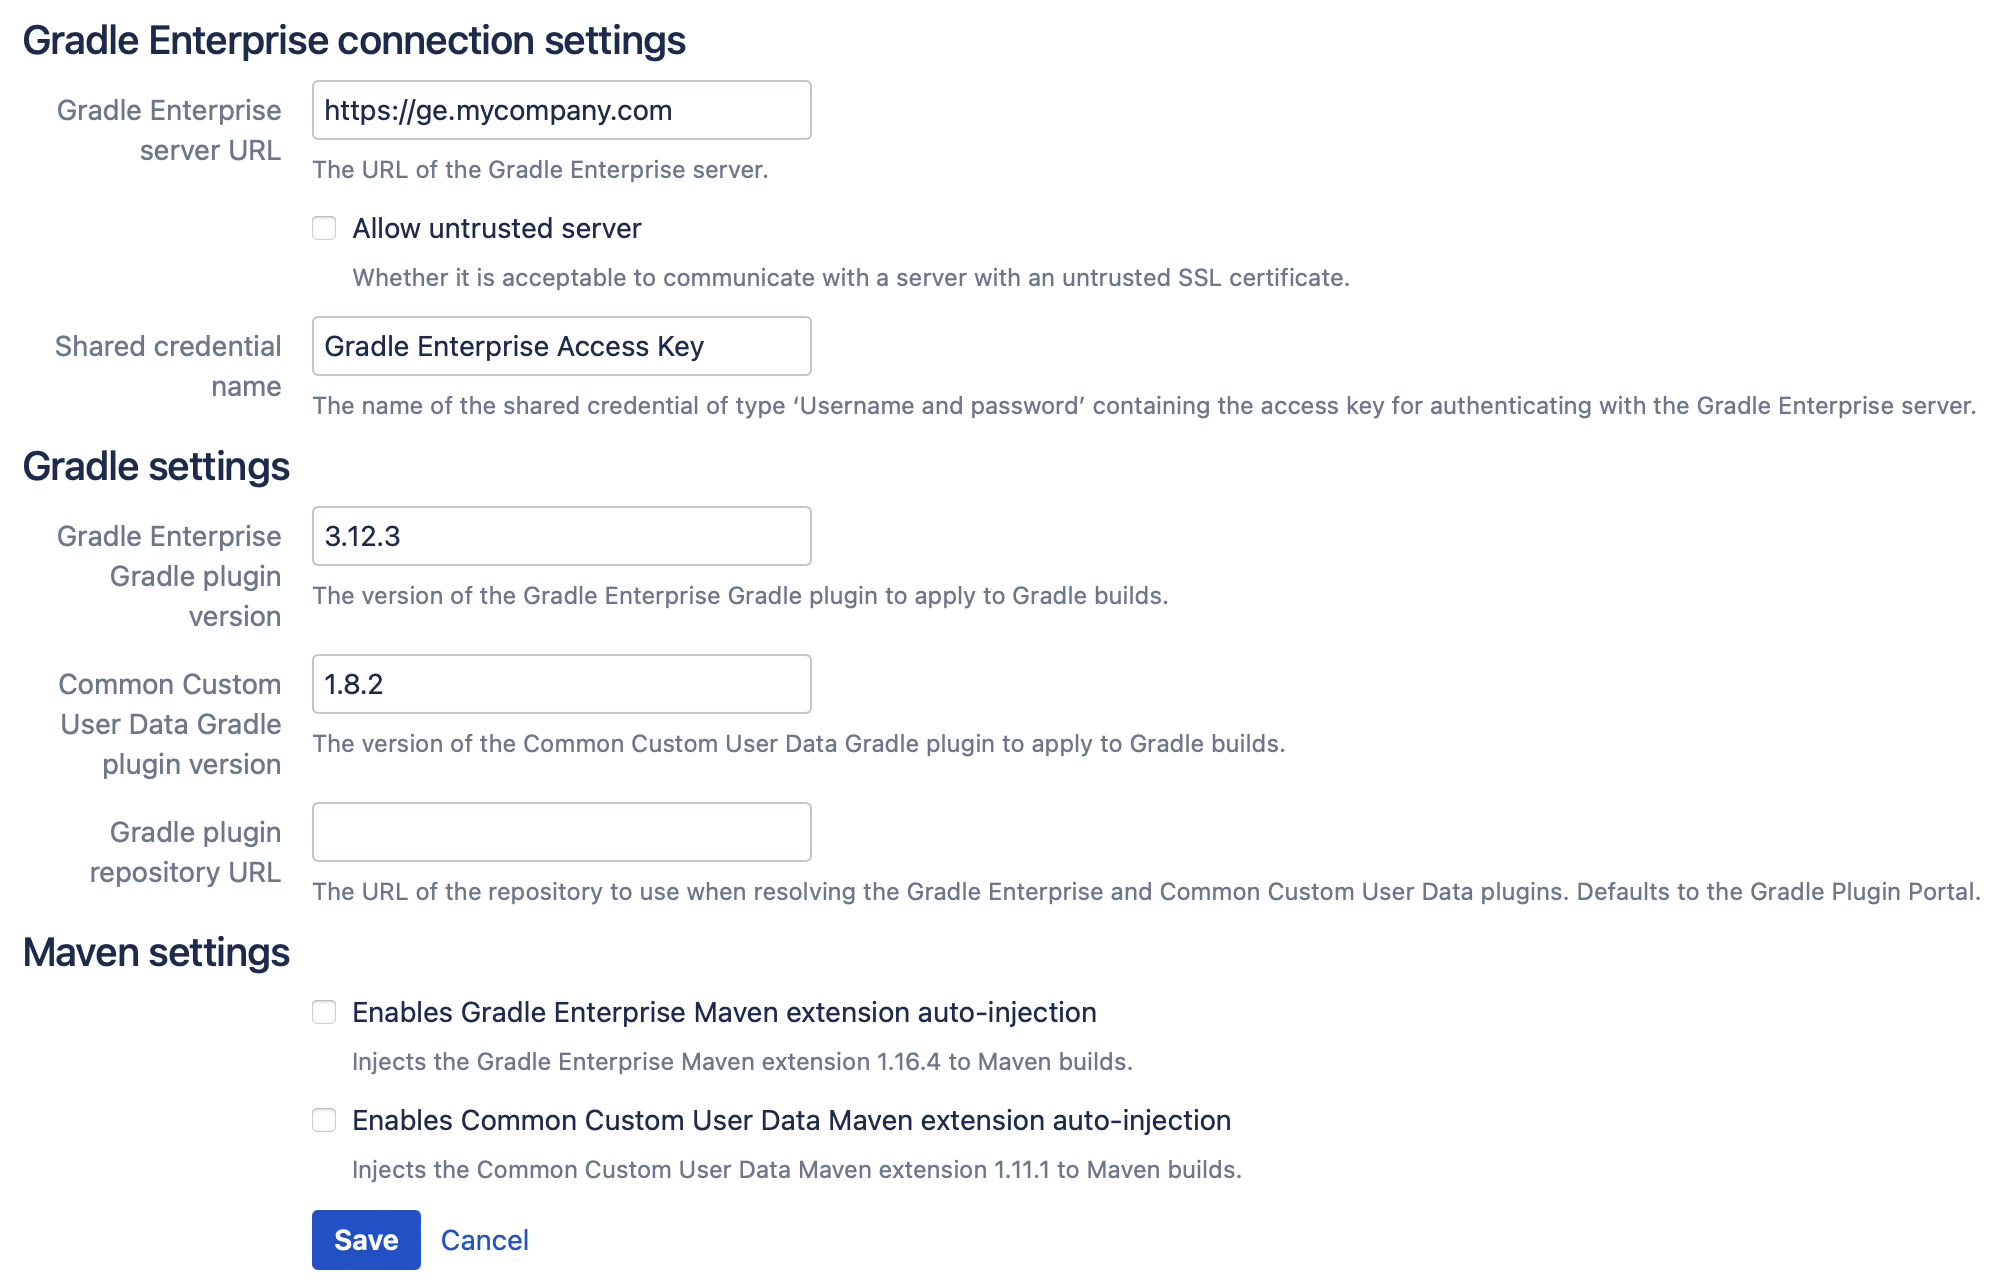 Gradle Enterprise connection settings
Gradle Enterprise
server URL
https://ge.mycompany.com
The URL of the Gradle Enterprise server.
Allow untrusted server
Whether it is acceptable to communicate with a server with an untrusted SSL certificate.
Shared credential
name
Gradle Enterprise Access Key
The name of the shared credential of type ‘Username and password’ containing the access key for authenticating with the Gradle Enterprise server.
Gradle settings
Gradle Enterprise
Gradle plugin
version
3.12.3
The version of the Gradle Enterprise Gradle plugin to apply to Gradle builds.
Common Custom
User Data Gradle
plugin version
1.8.2
The version of the Common Custom User Data Gradle plugin to apply to Gradle builds.
Gradle plugin
repository URL
The URL of the repository to use when resolving the Gradle Enterprise and Common Custom User Data plugins. Defaults to the Gradle Plugin Portal.
Maven settings
Enables Gradle Enterprise Maven extension auto-injection
Injects the Gradle Enterprise Maven extension 1.16.4 to Maven builds.
Enables Common Custom User Data Maven extension auto-injection
Injects the Common Custom User Data Maven extension 1.11.1 to Maven builds.
Save Cancel